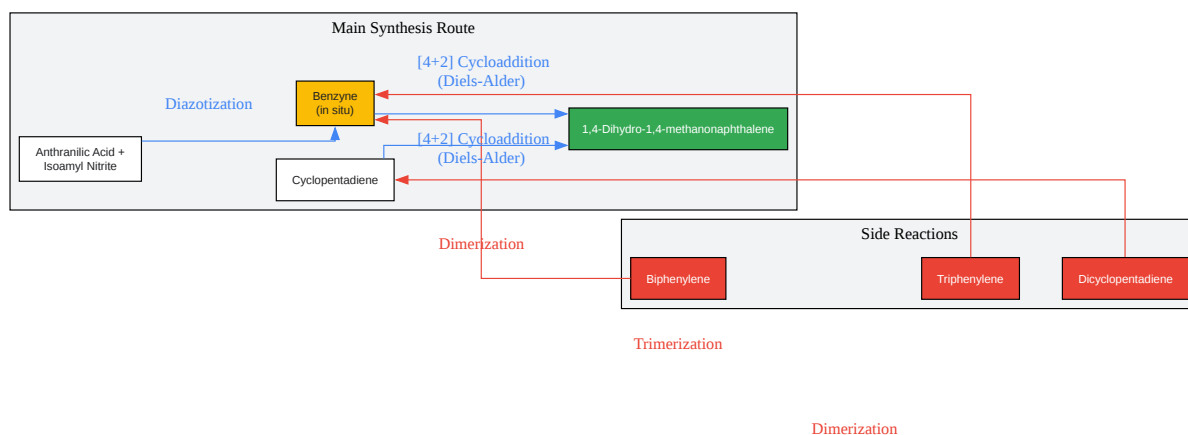 Main Synthesis Route
[4+2] Cycloaddition
(Diels-Alder)
Diazotization
Benzyne
(in situ)
1,4-Dihydro-1,4-methanonaphthalene
[4+2] Cycloaddition
(Diels-Alder)
Anthranilic Acid +
Isoamyl Nitrite
Cyclopentadiene
Side Reactions
Dimerization
Biphenylene
Triphenylene
Dicyclopentadiene
Trimerization
Dimerization